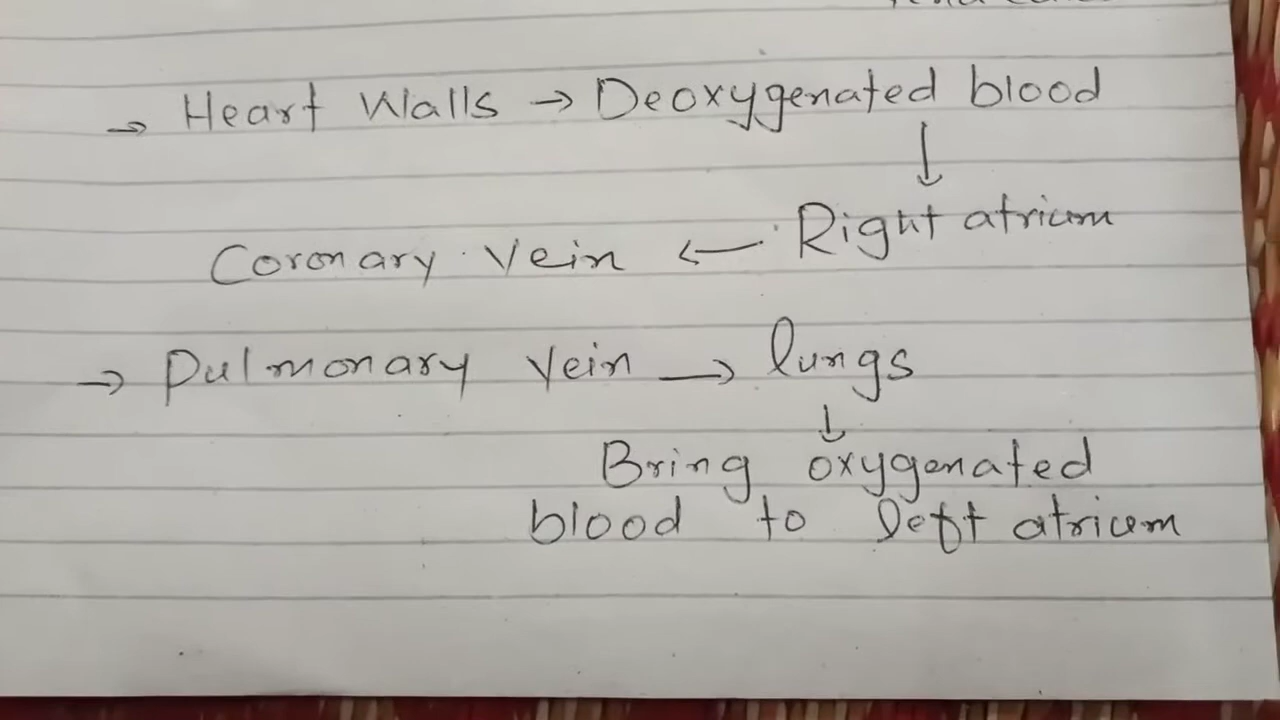 → Heart Walls → Deoxygenated blood
↓
Coronary Vein ← Right atrium
→ Pulmonary Vein → lungs
↓
Bring oxygenated
blood to left atrium